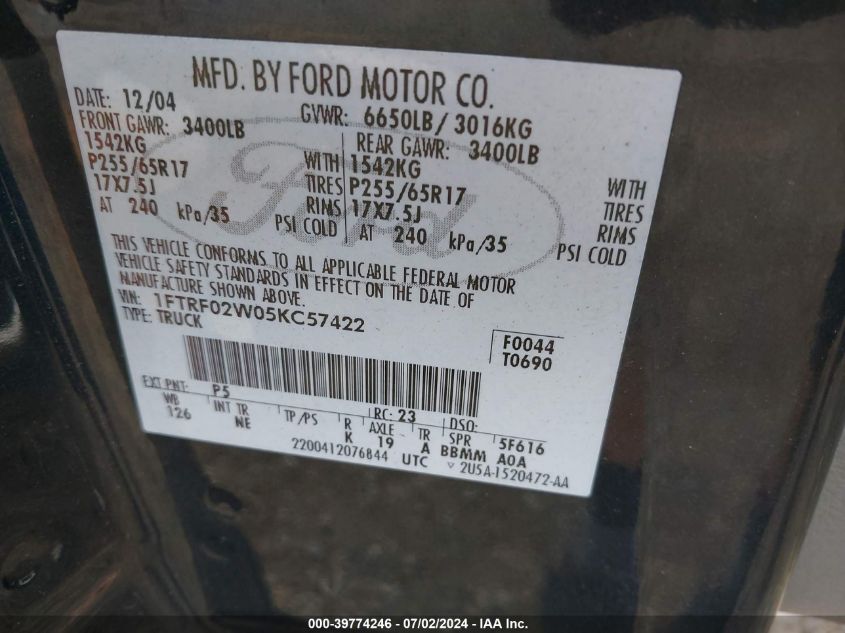 MFD. BY FORD MOTOR CO.
DATE: 12/04 GVWR: 6650LB/ 3016KG
FRONT GAWR: 3400LB REAR GAWR: 3400LB
1542KG WITH 1542KG WITH
P255/65R17 TIRES P255/65R17 TIRES
17X7.5J RIMS 17X7.5J RIMS
AT 240 kPa/35 PSI COLD AT 240 kPa/35 PSI COLD
Ford
THIS VEHICLE CONFORMS TO ALL APPLICABLE FEDERAL MOTOR
VEHICLE SAFETY STANDARDS IN EFFECT ON THE DATE OF
MANUFACTURE SHOWN ABOVE.
VIN: 1FTRF02W05KC57422
TYPE: TRUCK
F0044
T0690
EXT PNT: P5 RC: 23 DSO:
WB INT TR TP/PS R AXLE TR SPR 5F616
126 NE K 19 A BBMM A0A
2200412076844 UTC ▽ 2U5A-1520472-AA
000-39774246 - 07/02/2024 - IAA Inc.